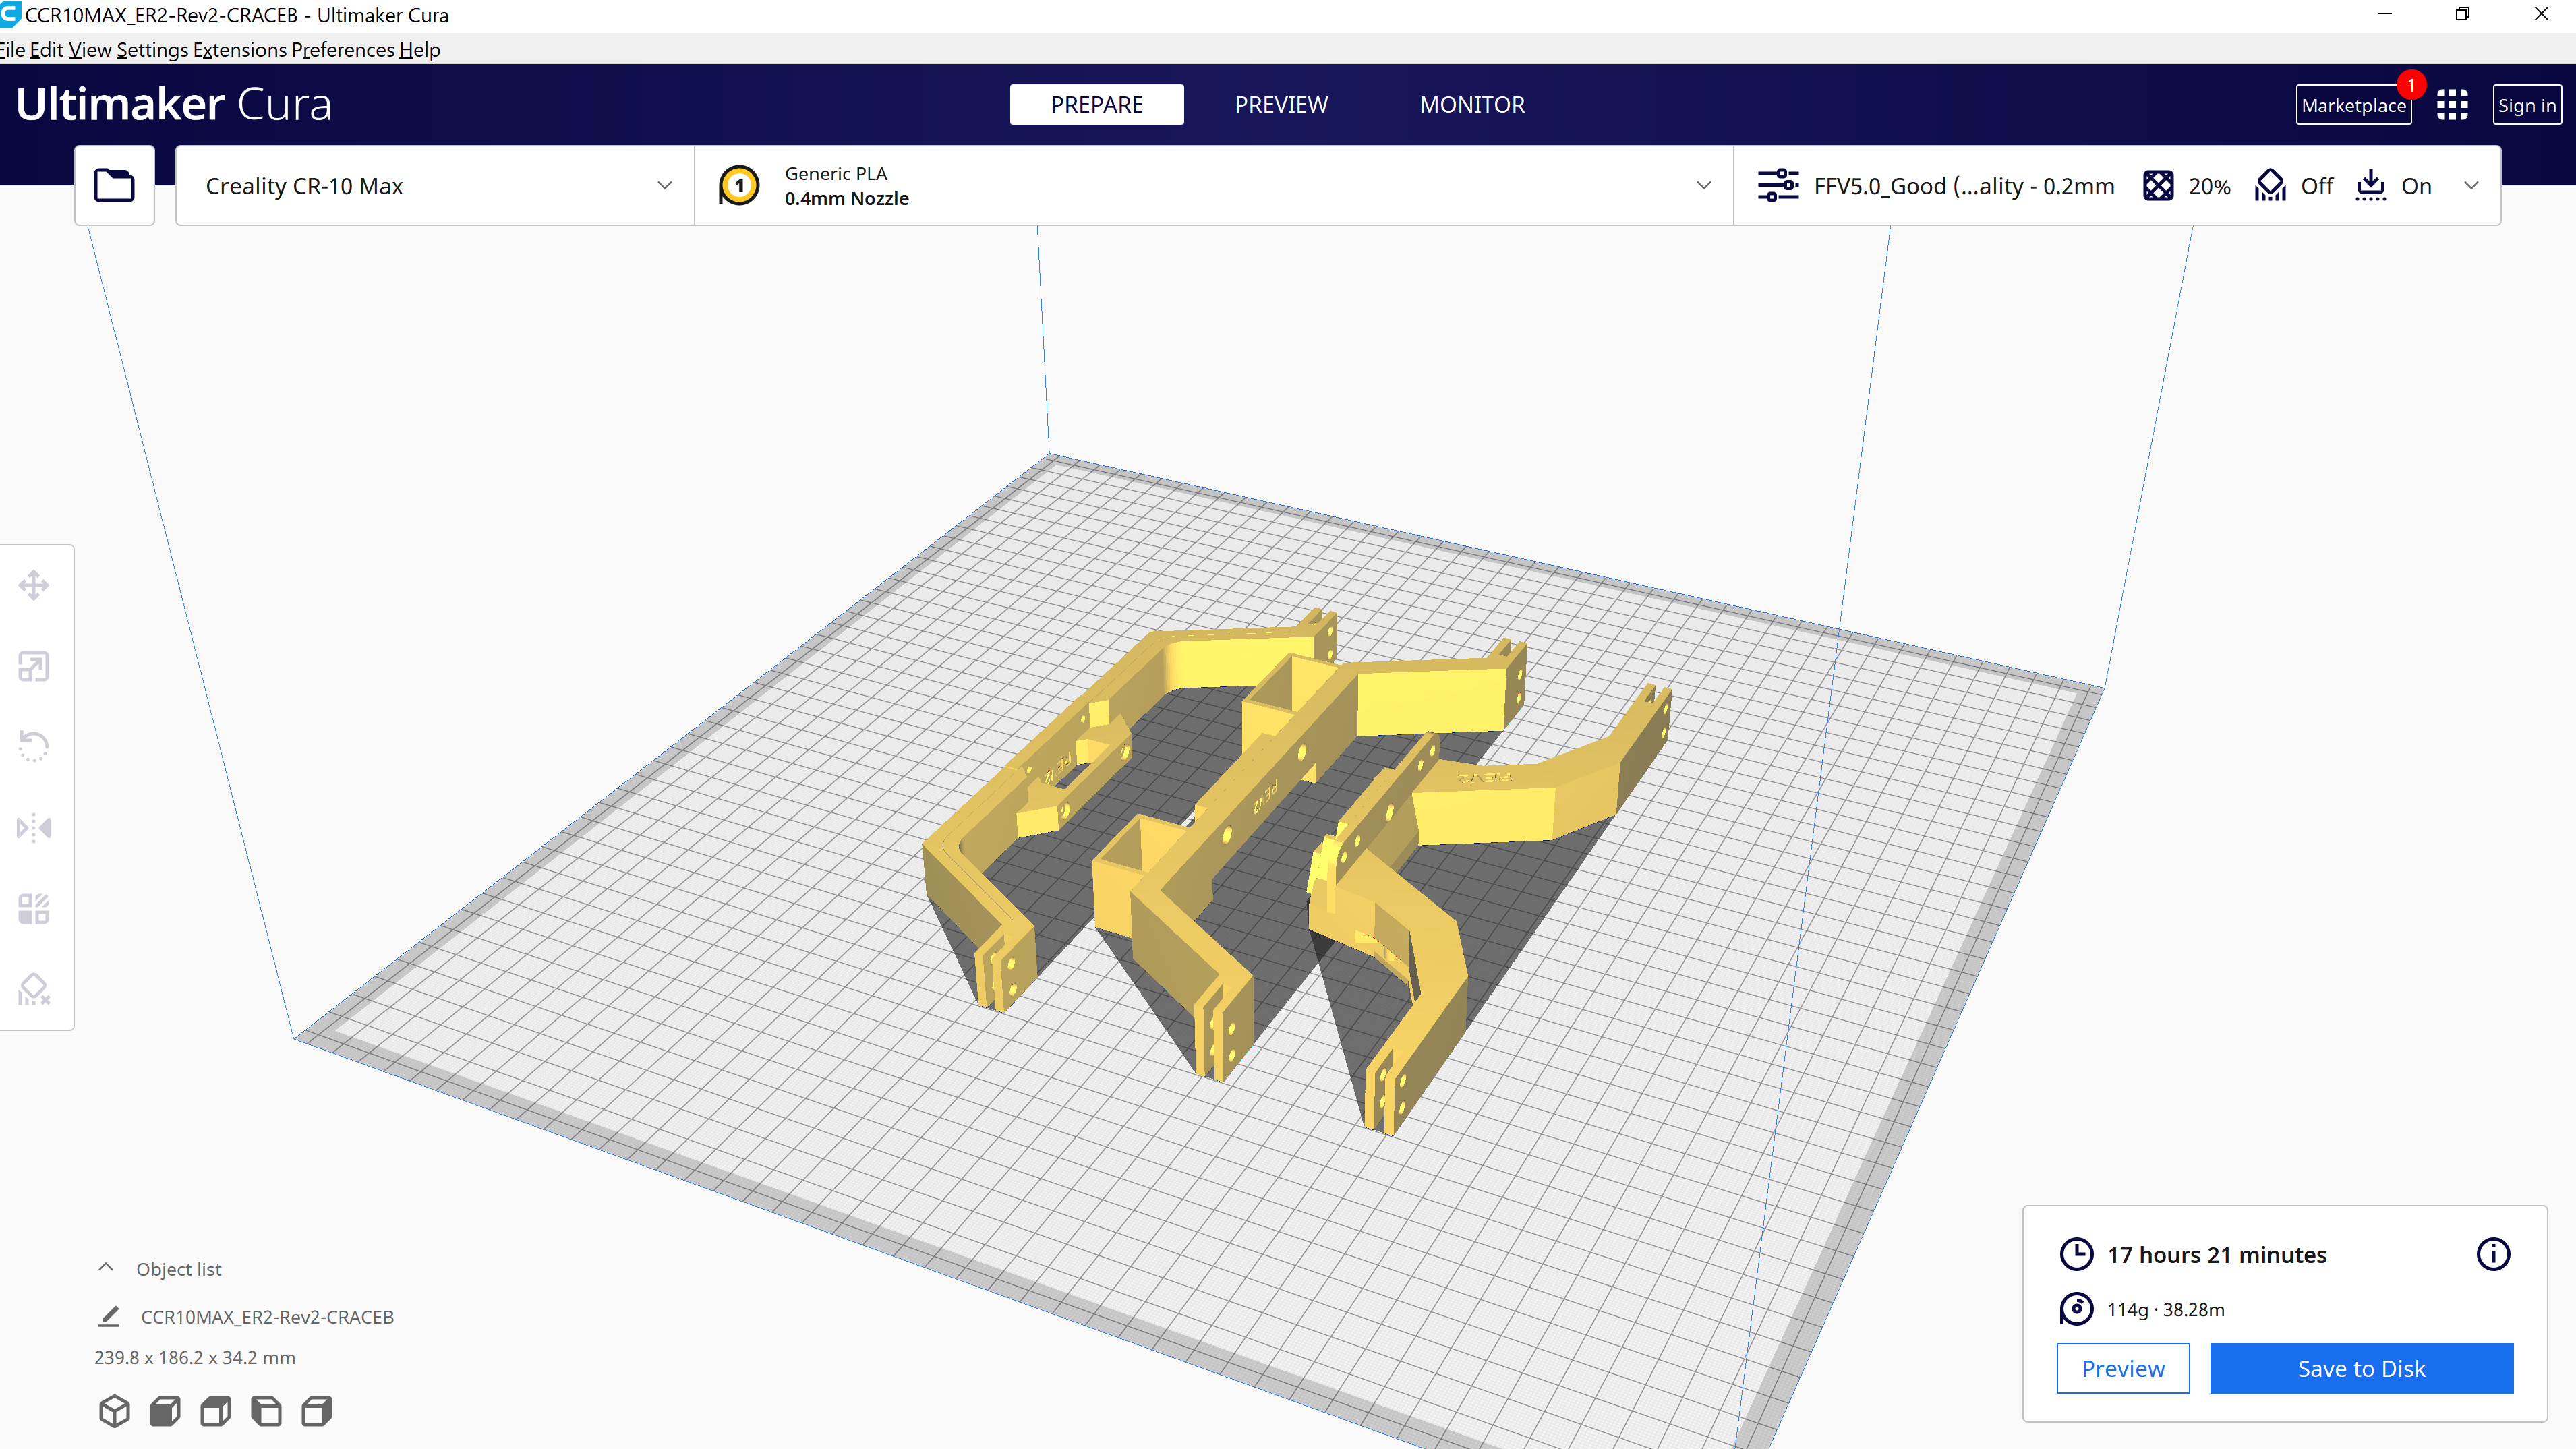 CCR10MAX_ER2-Rev2-CRACEB - Ultimaker Cura
File Edit View Settings Extensions Preferences Help
Ultimaker Cura
PREPARE
PREVIEW
MONITOR
Marketplace
1
Sign in
Creality CR-10 Max
1
Generic PLA
0.4mm Nozzle
FFV5.0_Good (...ality - 0.2mm
20%
Off
On
Object list
CCR10MAX_ER2-Rev2-CRACEB
239.8 x 186.2 x 34.2 mm
17 hours 21 minutes
114g · 38.28m
Preview
Save to Disk